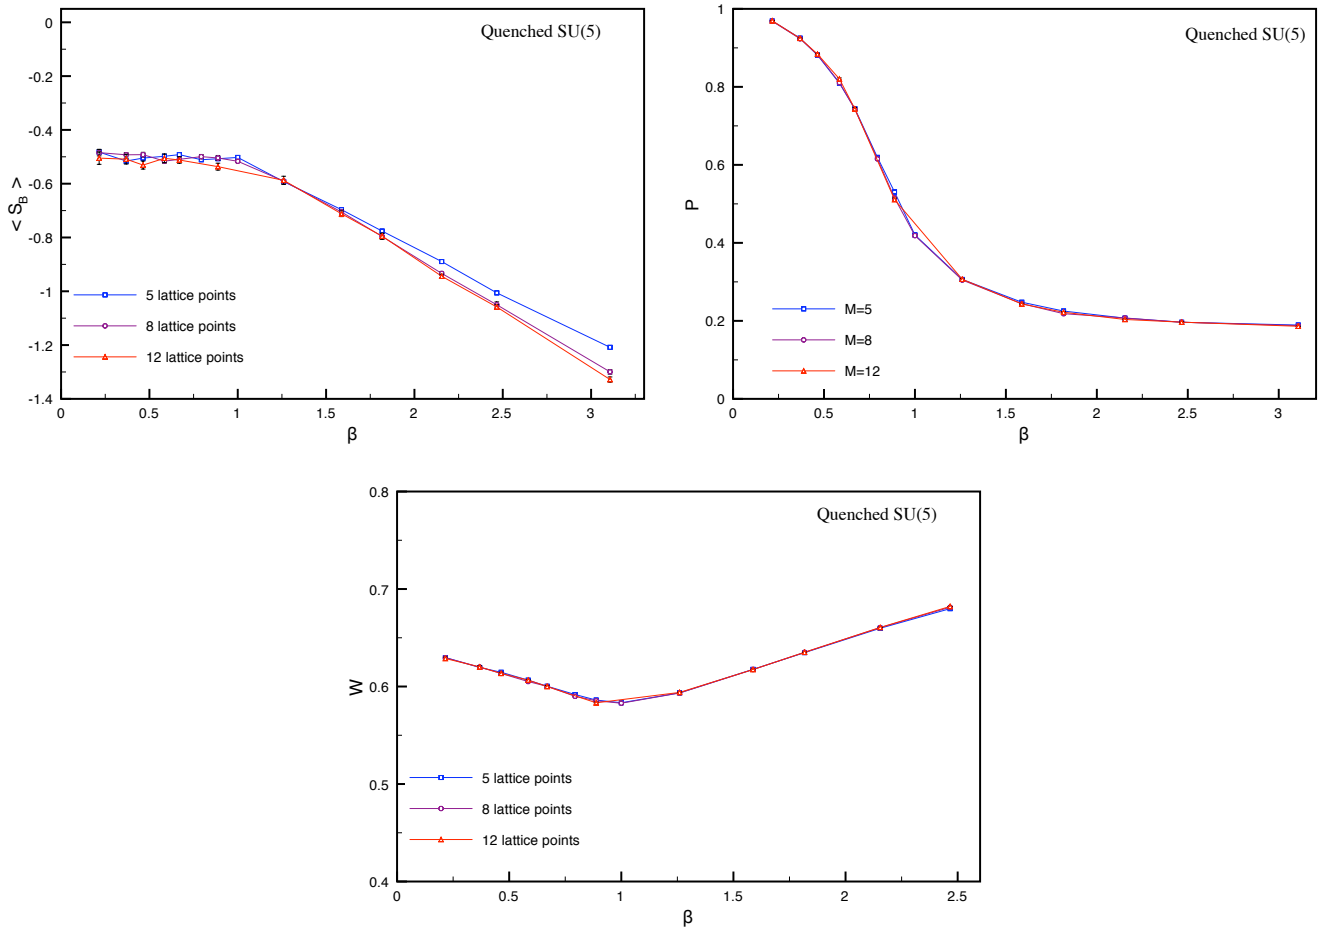 Quenched SU(5)
0
-0.2
-0.4
-0.6
-0.8
-1
-1.2
-1.4
< S_B >
5 lattice points
8 lattice points
12 lattice points
0 0.5 1 1.5 2 2.5 3
β
Quenched SU(5)
1
0.8
0.6
0.4
0.2
0
P
M=5
M=8
M=12
0 0.5 1 1.5 2 2.5 3
β
Quenched SU(5)
0.8
0.7
0.6
0.5
0.4
W
5 lattice points
8 lattice points
12 lattice points
0 0.5 1 1.5 2 2.5
β